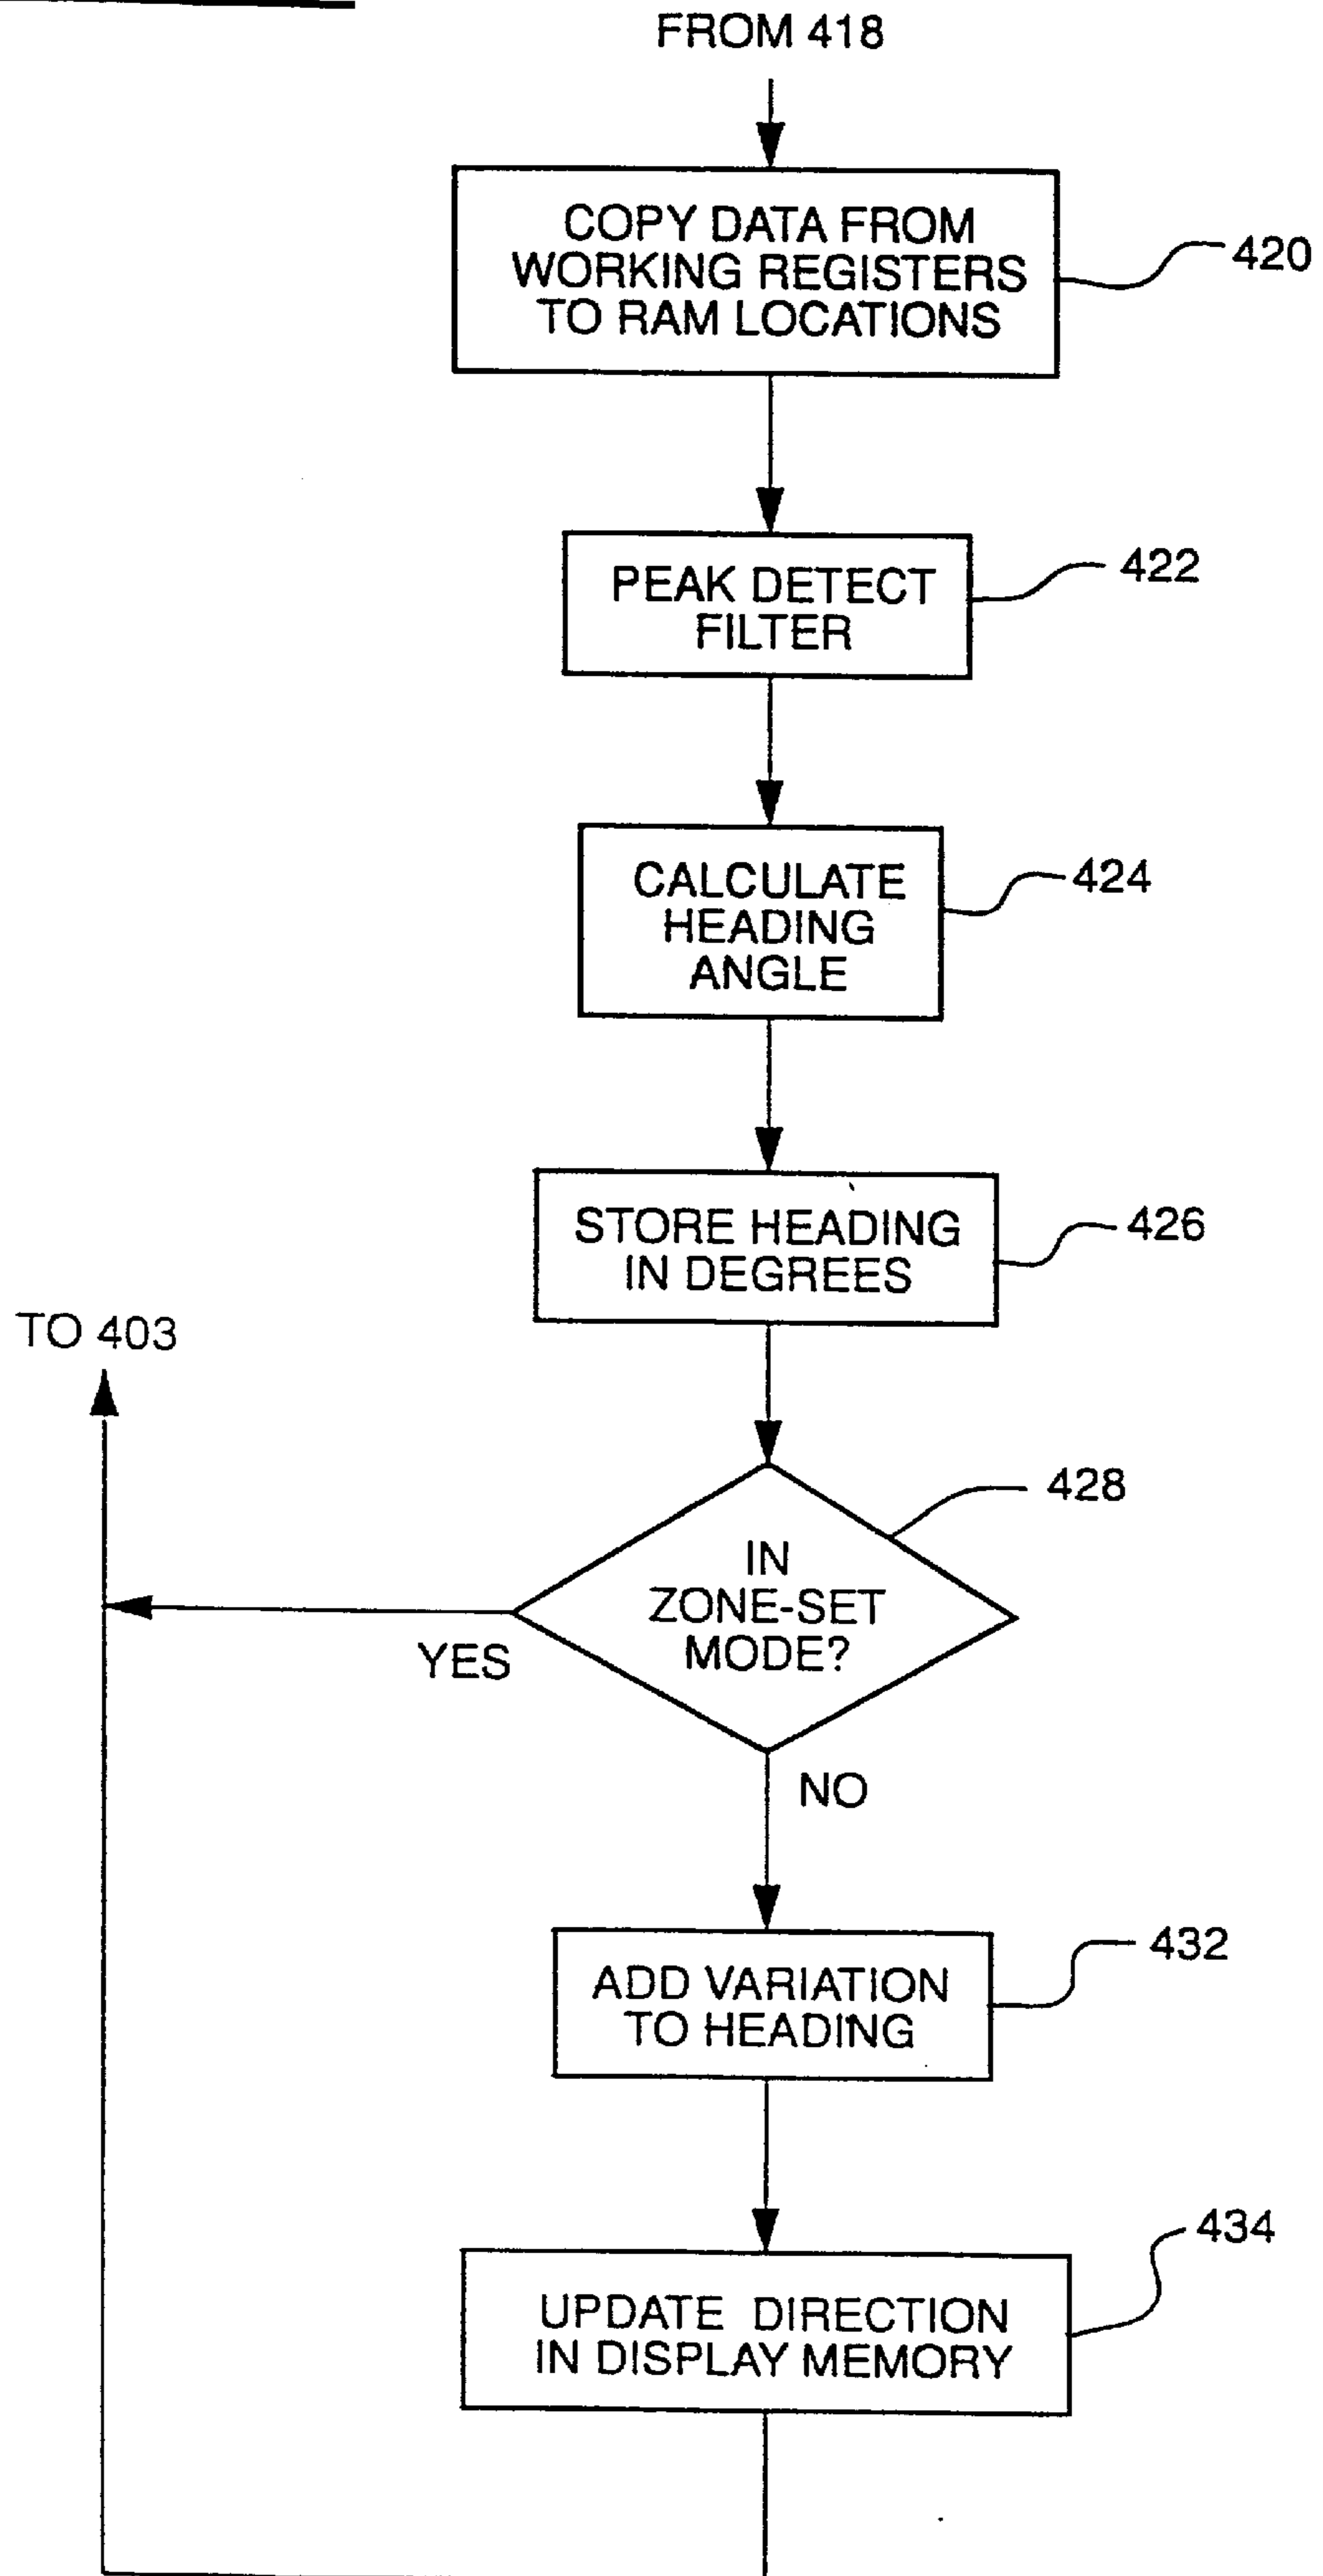 FROM 418
COPY DATA FROM
WORKING REGISTERS
TO RAM LOCATIONS
420
PEAK DETECT
FILTER
422
CALCULATE
HEADING
ANGLE
424
STORE HEADING
IN DEGREES
426
TO 403
IN
ZONE-SET
MODE?
428
YES
NO
ADD VARIATION
TO HEADING
432
UPDATE DIRECTION
IN DISPLAY MEMORY
434